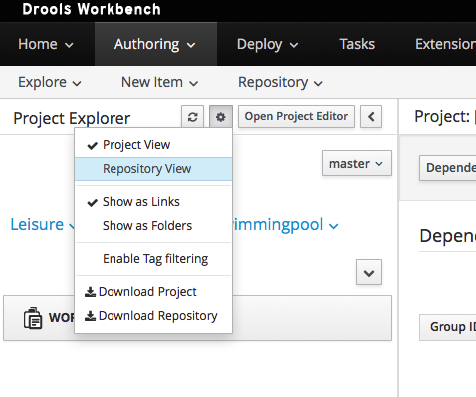 Drools Workbench
Home Authoring Deploy Tasks Extension
Explore New Item Repository
Project Explorer Open Project Editor Project:
Project View
Repository View
master
Show as Links
Show as Folders
Leisure immingpool
Enable Tag filtering
Download Project
Download Repository
WOR
Depende
Depend
Group ID